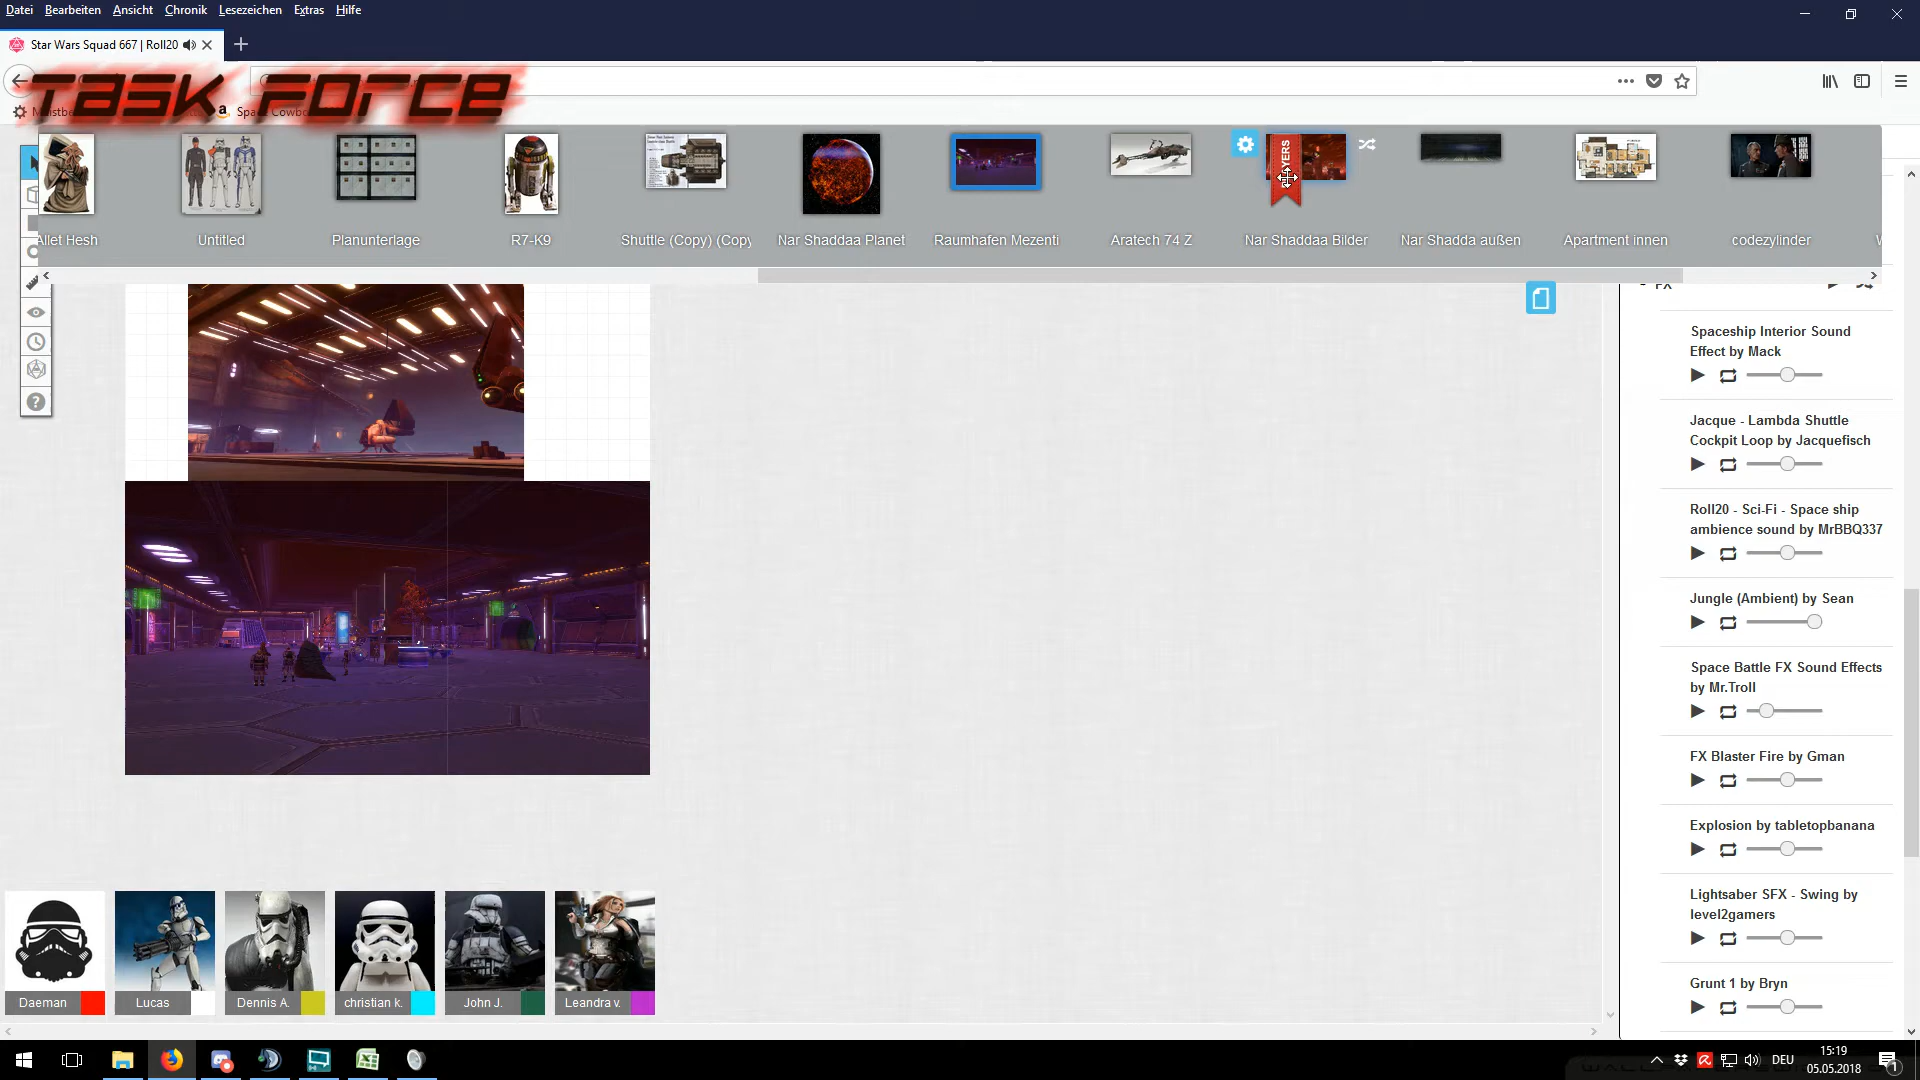 Datei Bearbeiten Ansicht Chronik Lesezeichen Extras Hilfe
Star Wars Squad 667 | Roll20
TASK FORCE
Allet Hesh
Untitled
Planunterlage
R7-K9
Shuttle (Copy) (Copy
Nar Shaddaa Planet
Raumhafen Mezenti
Aratech 74 Z
Nar Shaddaa Bilder
Nar Shadda außen
Apartment innen
codezylinder
FX
Spaceship Interior Sound
Effect by Mack
Jacque - Lambda Shuttle
Cockpit Loop by Jacquefisch
Roll20 - Sci-Fi - Space ship
ambience sound by MrBBQ337
Jungle (Ambient) by Sean
Space Battle FX Sound Effects
by Mr.Troll
FX Blaster Fire by Gman
Explosion by tabletopbanana
Lightsaber SFX - Swing by
level2gamers
Grunt 1 by Bryn
Daeman
Lucas
Dennis A.
christian k.
John J.
Leandra v.
DEU
15:19
05.05.2018
1